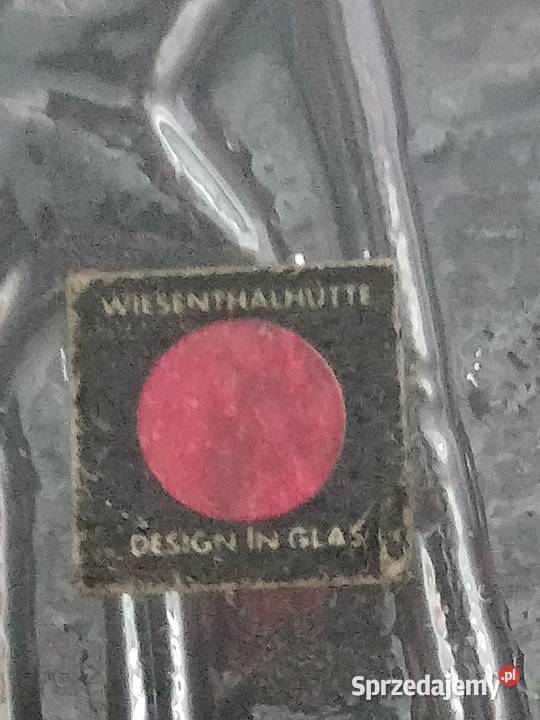 WIESENTHALHÜTTE
DESIGN IN GLAS
Sprzedajemy.pl